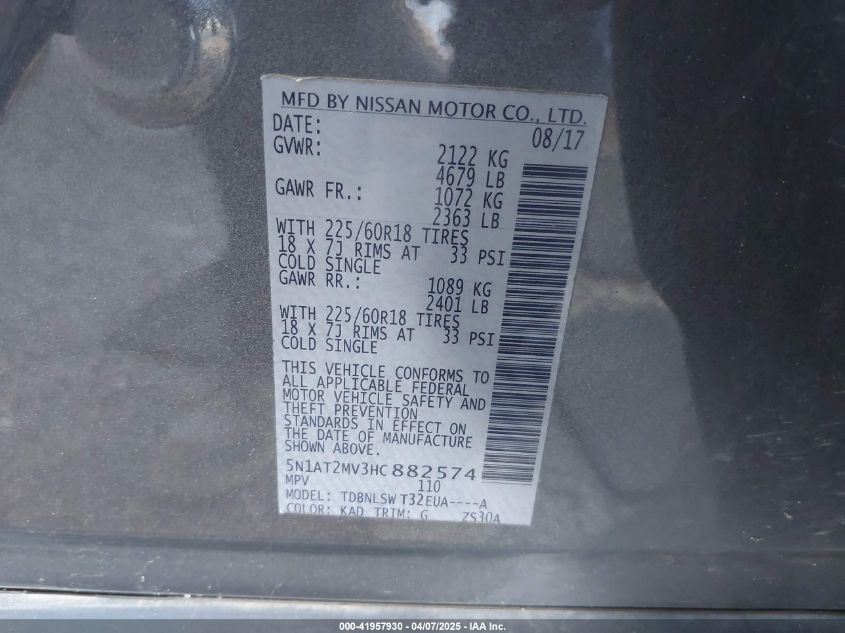 MFD BY NISSAN MOTOR CO., LTD.
DATE: 08/17
GVWR: 2122 KG
4679 LB
GAWR FR.: 1072 KG
2363 LB
WITH 225/60R18 TIRES
18 X 7J RIMS AT 33 PSI
COLD SINGLE
GAWR RR.: 1089 KG
2401 LB
WITH 225/60R18 TIRES
18 X 7J RIMS AT 33 PSI
COLD SINGLE
THIS VEHICLE CONFORMS TO
ALL APPLICABLE FEDERAL
MOTOR VEHICLE SAFETY AND
THEFT PREVENTION
STANDARDS IN EFFECT ON
THE DATE OF MANUFACTURE
SHOWN ABOVE.
5N1AT2MV3HC882574
MPV 110
MODEL: TDBNLSW T32EUA----A
COLOR: KAD TRIM: G ZS30A
000-41957930 - 04/07/2025 - IAA Inc.